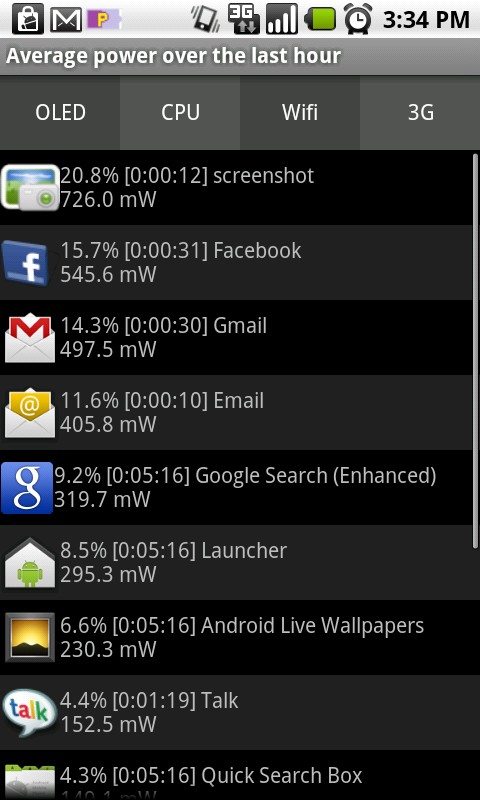 P
3G
3:34 PM
Average power over the last hour
OLED
CPU
Wifi
3G
20.8% [0:00:12] screenshot
726.0 mW
15.7% [0:00:31] Facebook
545.6 mW
14.3% [0:00:30] Gmail
497.5 mW
11.6% [0:00:10] Email
405.8 mW
9.2% [0:05:16] Google Search (Enhanced)
319.7 mW
8.5% [0:05:16] Launcher
295.3 mW
6.6% [0:05:16] Android Live Wallpapers
230.3 mW
talk
4.4% [0:01:19] Talk
152.5 mW
4.3% [0:05:16] Quick Search Box
149.1 mW